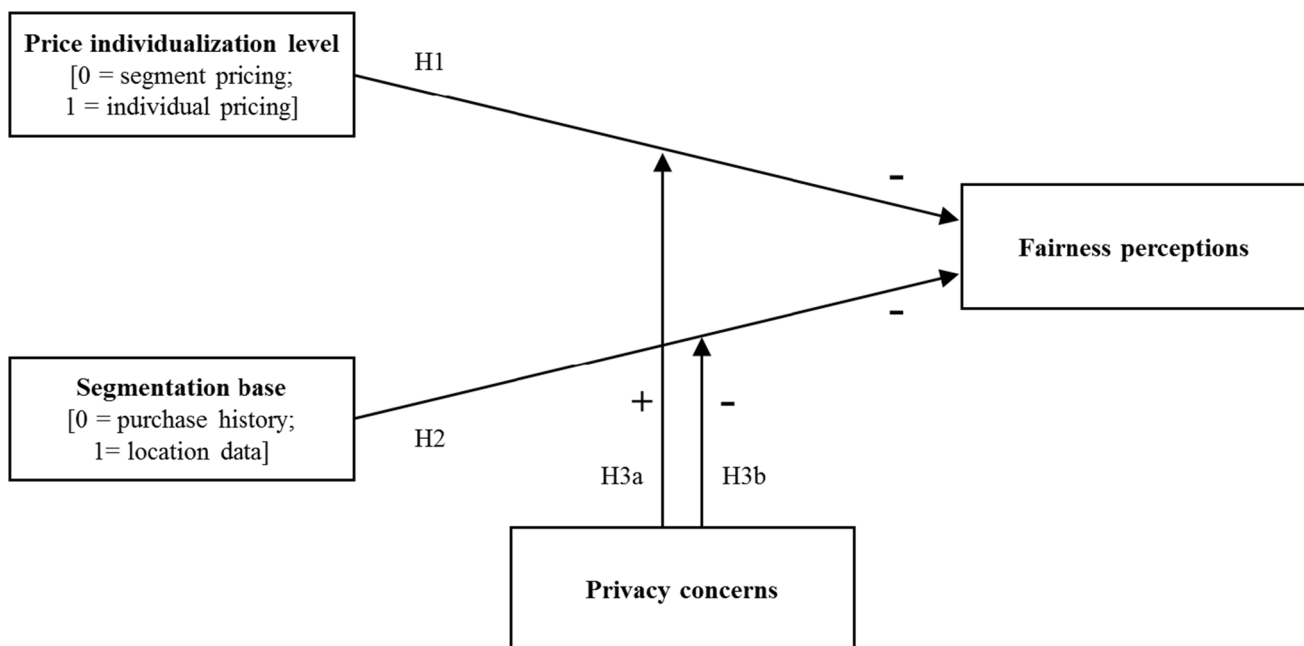 Price individualization level
[0 = segment pricing;
1 = individual pricing]
H1
-
Fairness perceptions
-
Segmentation base
[0 = purchase history;
1= location data]
H2
+
-
H3a
H3b
Privacy concerns